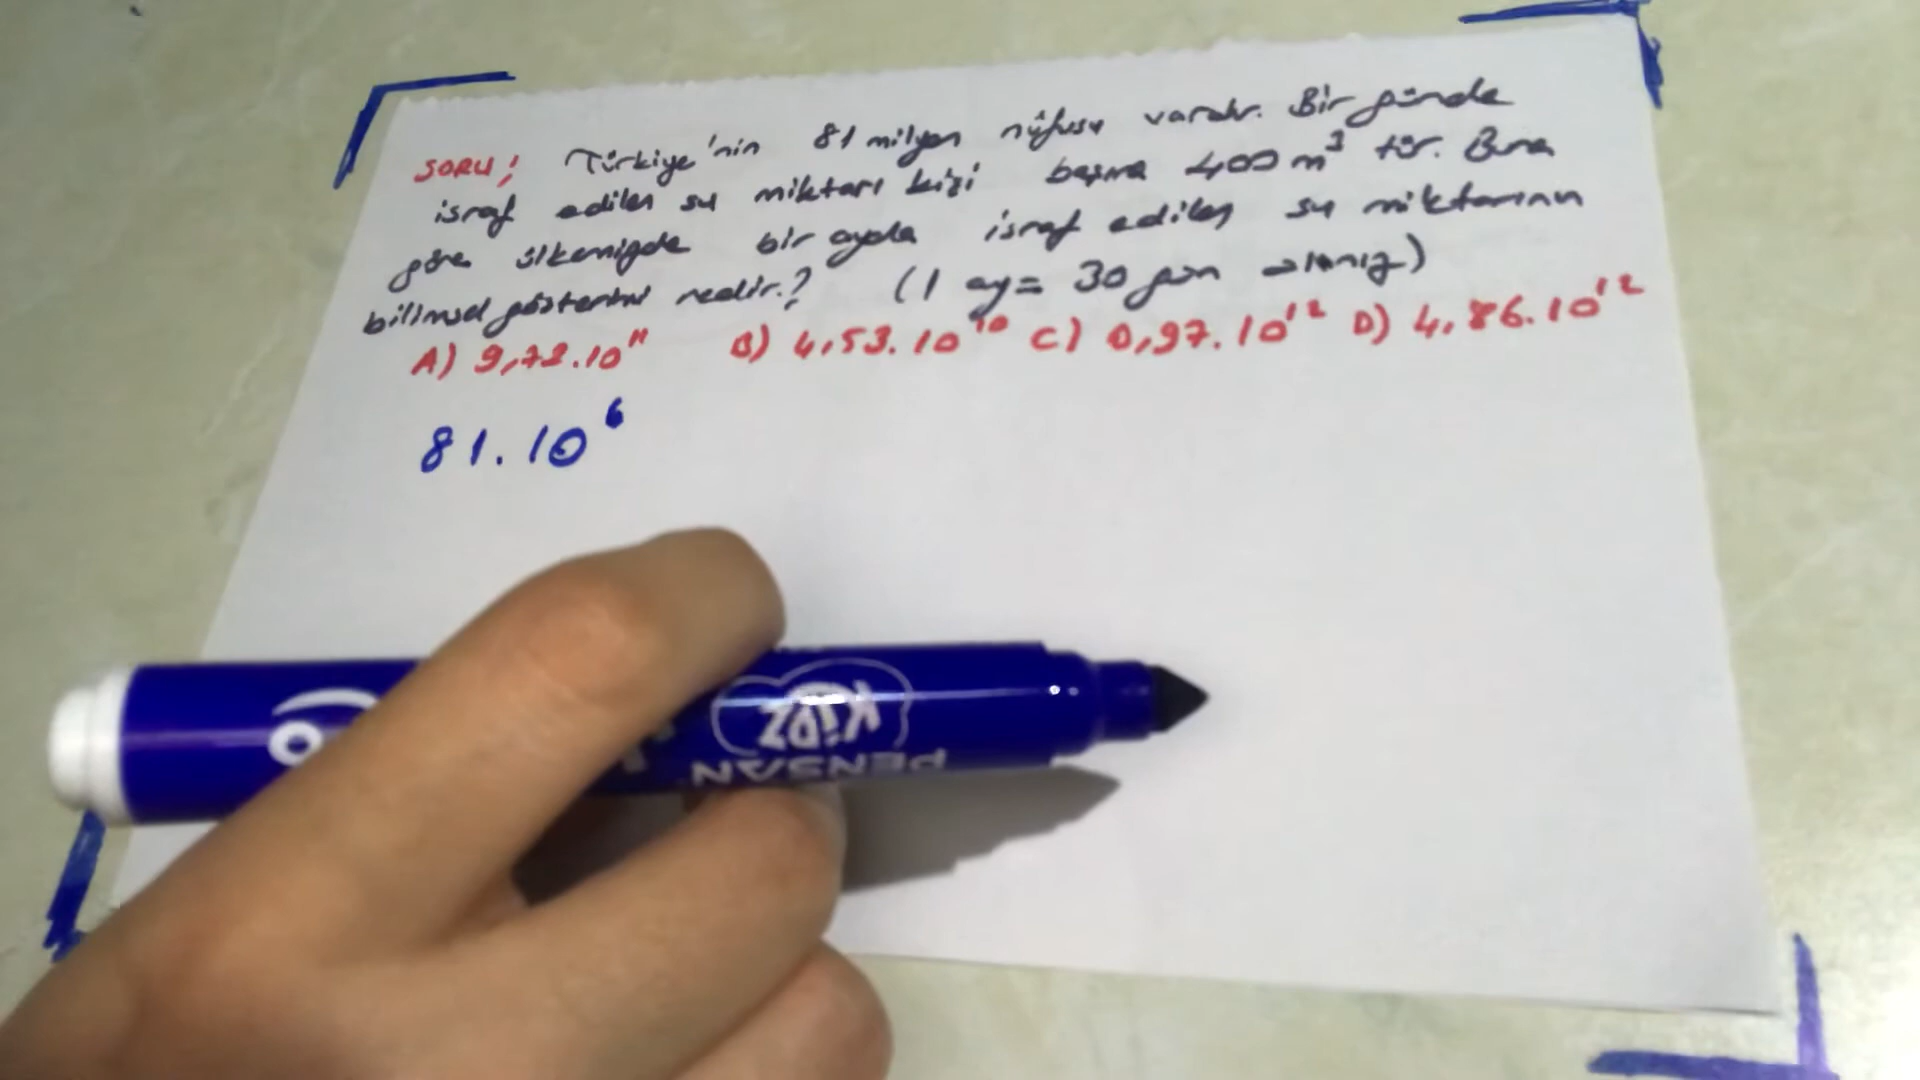 SORU! Türkiye'nin 81 milyon nüfusu vardır. Bir günde
israf edilen su miktarı kişi başına 400 m³ tür. Buna
göre ülkemizde bir ayda israf edilen su miktarının
bilimsel gösterimi nedir? (1 ay = 30 gün alınız)
A) 9,72.10¹¹ B) 4,53.10¹⁰ C) 0,97.10¹² D) 4,86.10¹²
81.10⁶
KiDZ
PENSAN